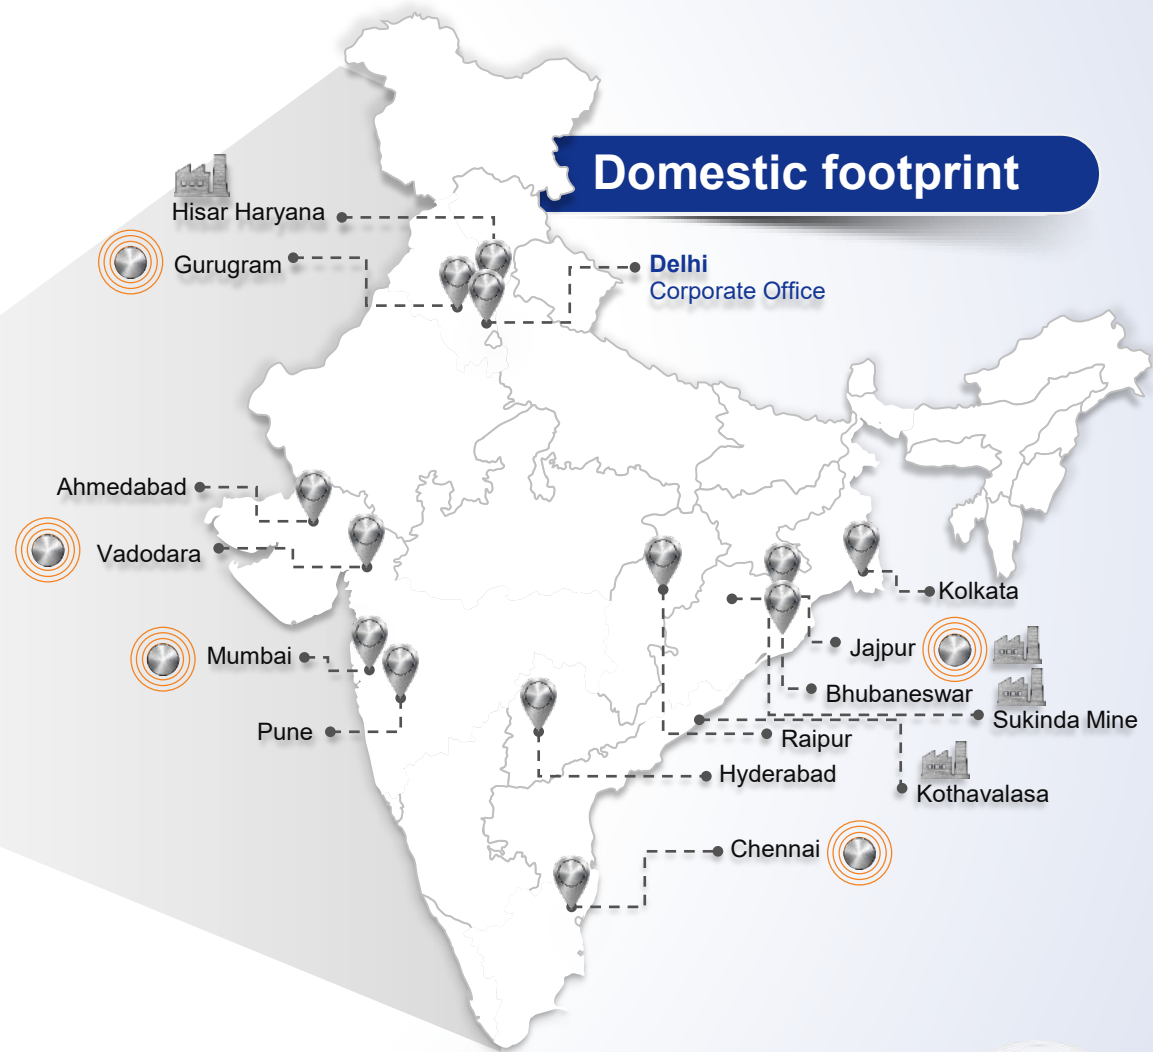 Domestic footprint
Hisar Haryana
Gurugram
Delhi
Corporate Office
Ahmedabad
Vadodara
Mumbai
Pune
Kolkata
Jajpur
Bhubaneswar
Sukinda Mine
Raipur
Hyderabad
Kothavalasa
Chennai